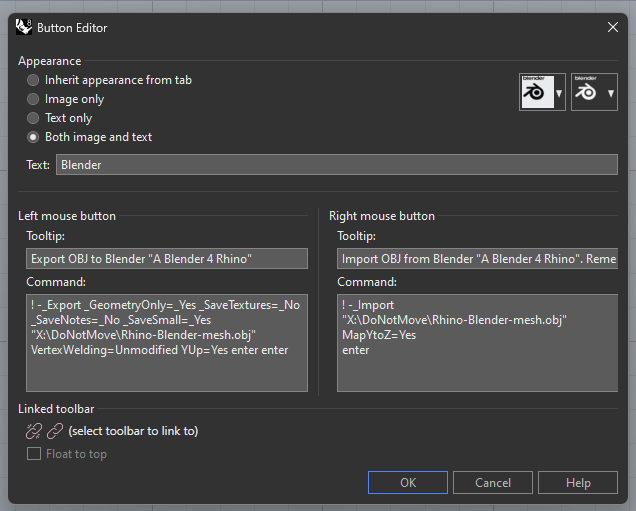 Button Editor
Appearance
Inherit appearance from tab
Image only
Text only
Both image and text
blender
blender
Text: Blender
Left mouse button
Tooltip:
Export OBJ to Blender "A Blender 4 Rhino"
Command:
! -_Export _GeometryOnly=_Yes _SaveTextures=_No
_SaveNotes=_No _SaveSmall=_Yes
"X:\DoNotMove\Rhino-Blender-mesh.obj"
VertexWelding=Unmodified YUp=Yes enter enter
Right mouse button
Tooltip:
Import OBJ from Blender "A Blender 4 Rhino". Reme
Command:
! -_Import
"X:\DoNotMove\Rhino-Blender-mesh.obj"
MapYtoZ=Yes
enter
Linked toolbar
(select toolbar to link to)
Float to top
OK Cancel Help